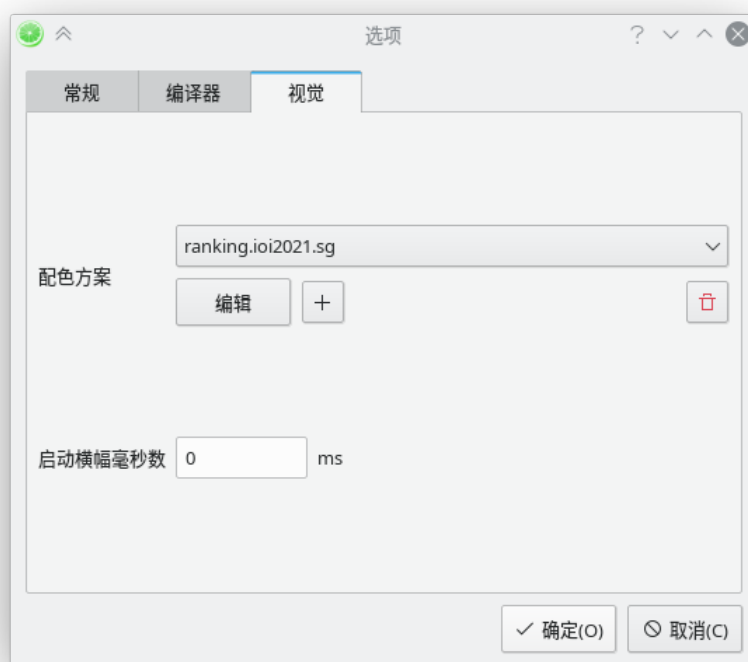 选项
常规 编译器 视觉
ranking.ioi2021.sg
配色方案
编辑 +
启动横幅毫秒数 0 ms
确定(O) 取消(C)